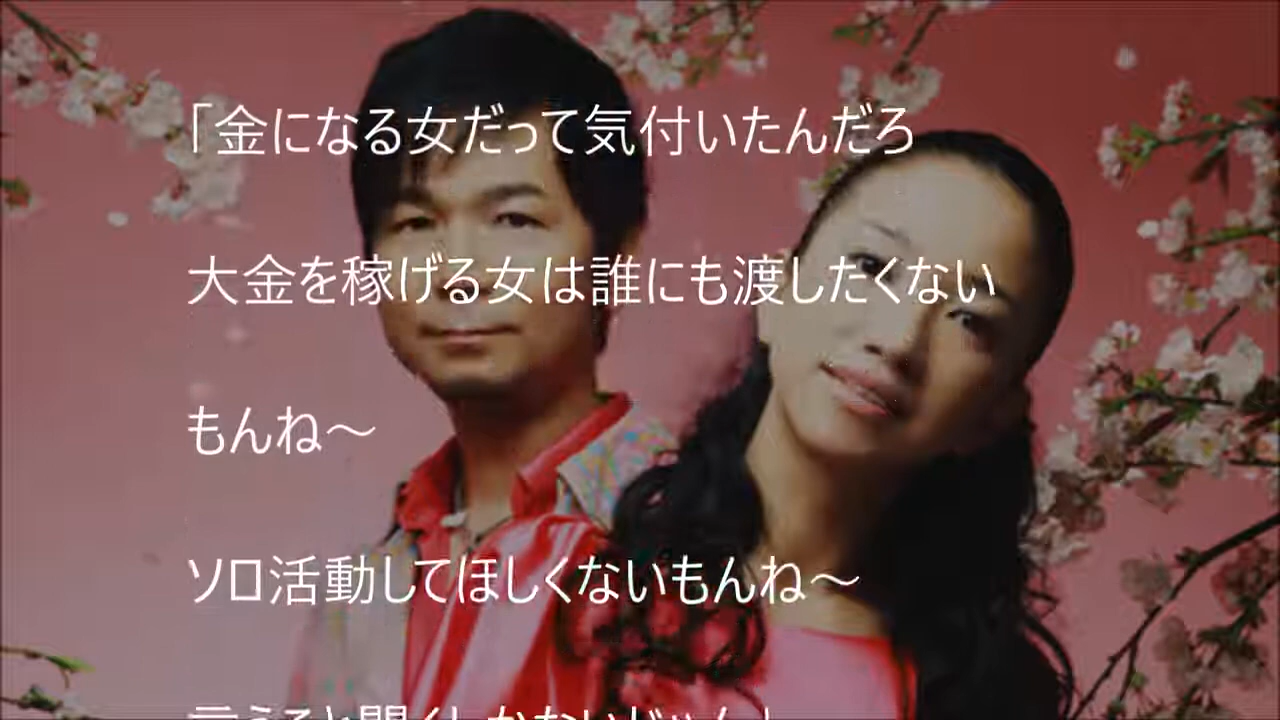 「金になる女だって気付いたんだろ
大金を稼げる女は誰にも渡したくない
もんね～
ソロ活動してほしくないもんね～